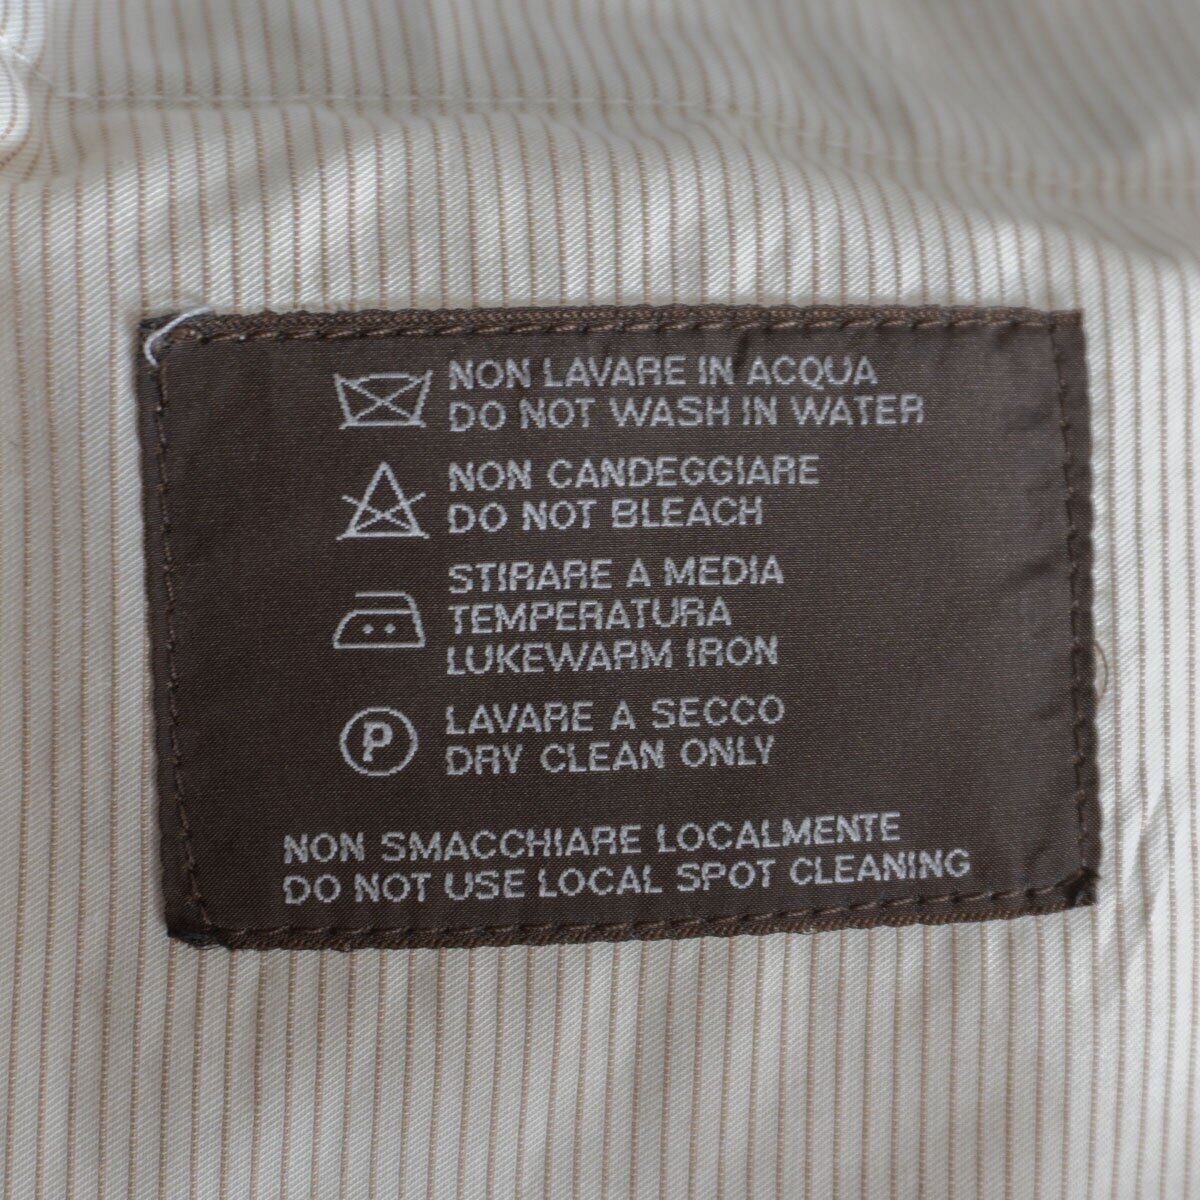 NON LAVARE IN ACQUA
DO NOT WASH IN WATER
NON CANDEGGIARE
DO NOT BLEACH
STIRARE A MEDIA
TEMPERATURA
LUKEWARM IRON
P
LAVARE A SECCO
DRY CLEAN ONLY
NON SMACCHIARE LOCALMENTE
DO NOT USE LOCAL SPOT CLEANING